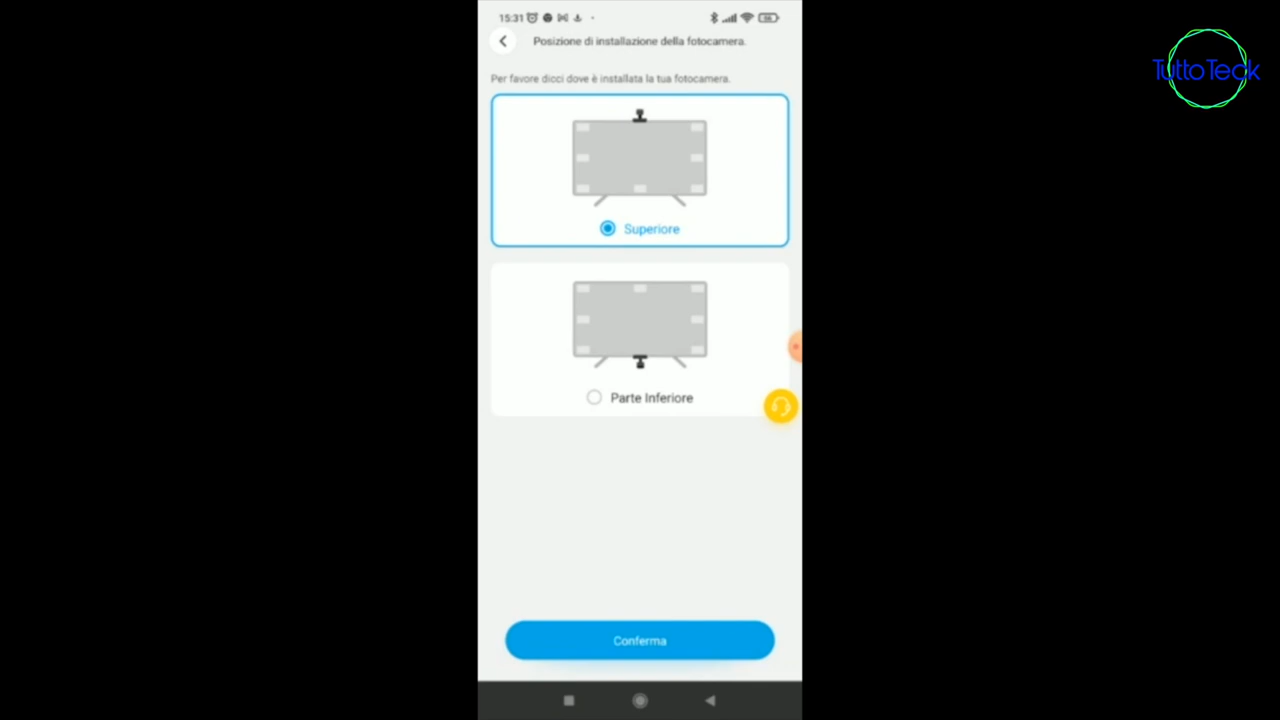 15:31
Posizione di installazione della fotocamera.
Per favore dicci dove è installata la tua fotocamera.
Superiore
Parte Inferiore
Conferma
TuttoTeck